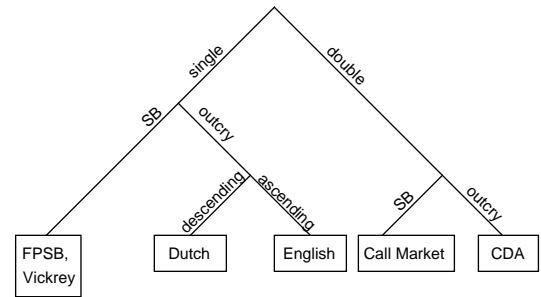 single
double
SB
outcry
descending
ascending
SB
outcry
FPSB,
Vickrey
Dutch
English
Call Market
CDA